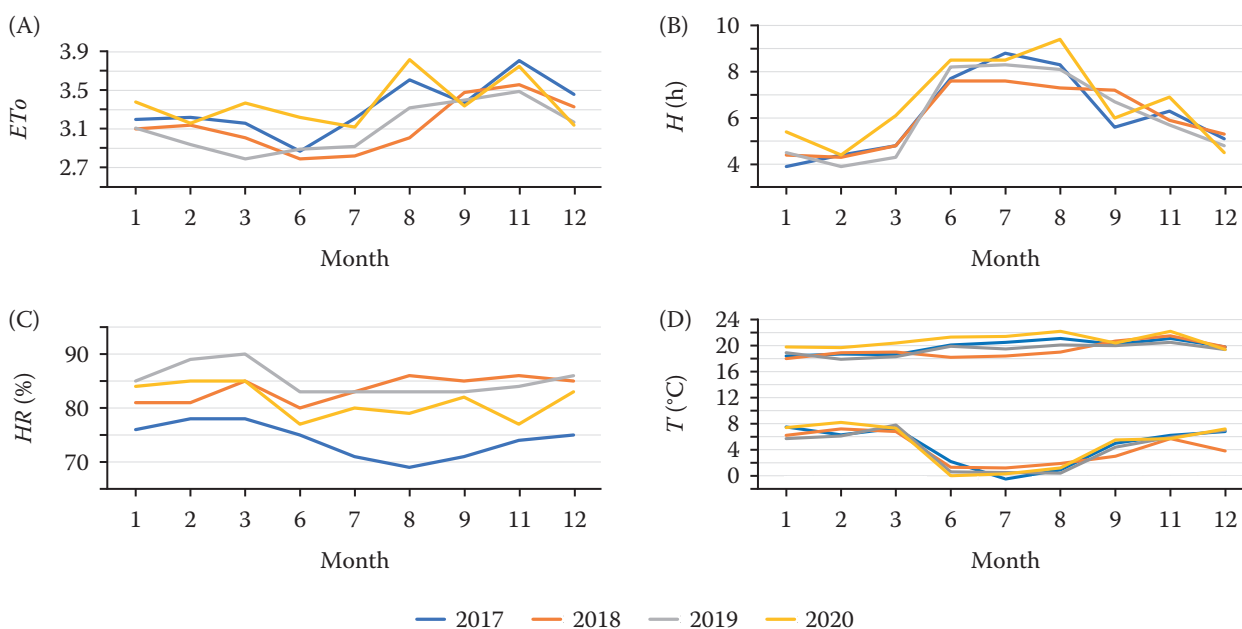 (A)
ETo
3.9
3.5
3.1
2.7
1 2 3 6 7 8 9 11 12
Month
(B)
H (h)
10
8
6
4
1 2 3 6 7 8 9 11 12
Month
(C)
HR (%)
90
80
70
1 2 3 6 7 8 9 11 12
Month
(D)
T (°C)
24
20
16
12
8
4
0
1 2 3 6 7 8 9 11 12
Month
2017 2018 2019 2020